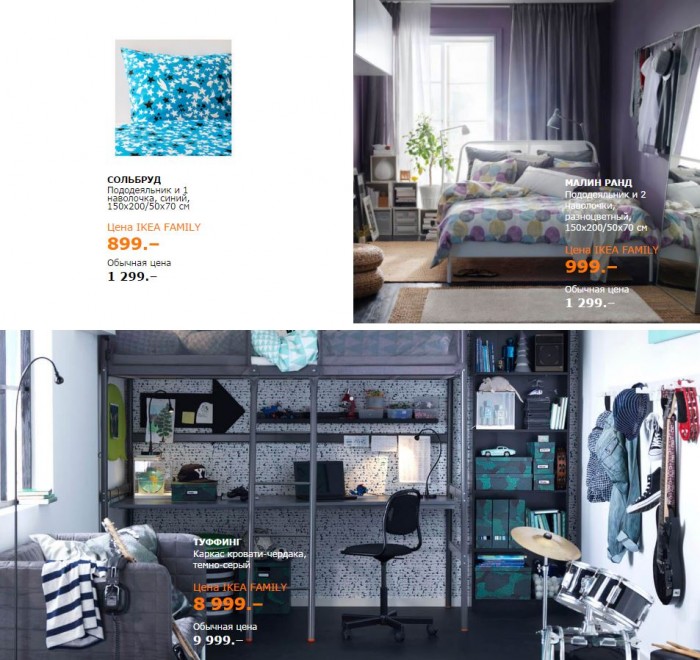 СОЛЬБРУД
Пододеяльник и 1
наволочка, синий,
150x200/50x70 см
Цена IKEA FAMILY
899.–
Обычная цена
1 299.–
МАЛИН РАНД
Пододеяльник и 2
наволочки,
разноцветный,
150x200/50x70 см
Цена IKEA FAMILY
999.–
Обычная цена
1 299.–
ТУФФИНГ
Каркас кровати-чердака,
темно-серый
Цена IKEA FAMILY
8 999.–
Обычная цена
9 999.–